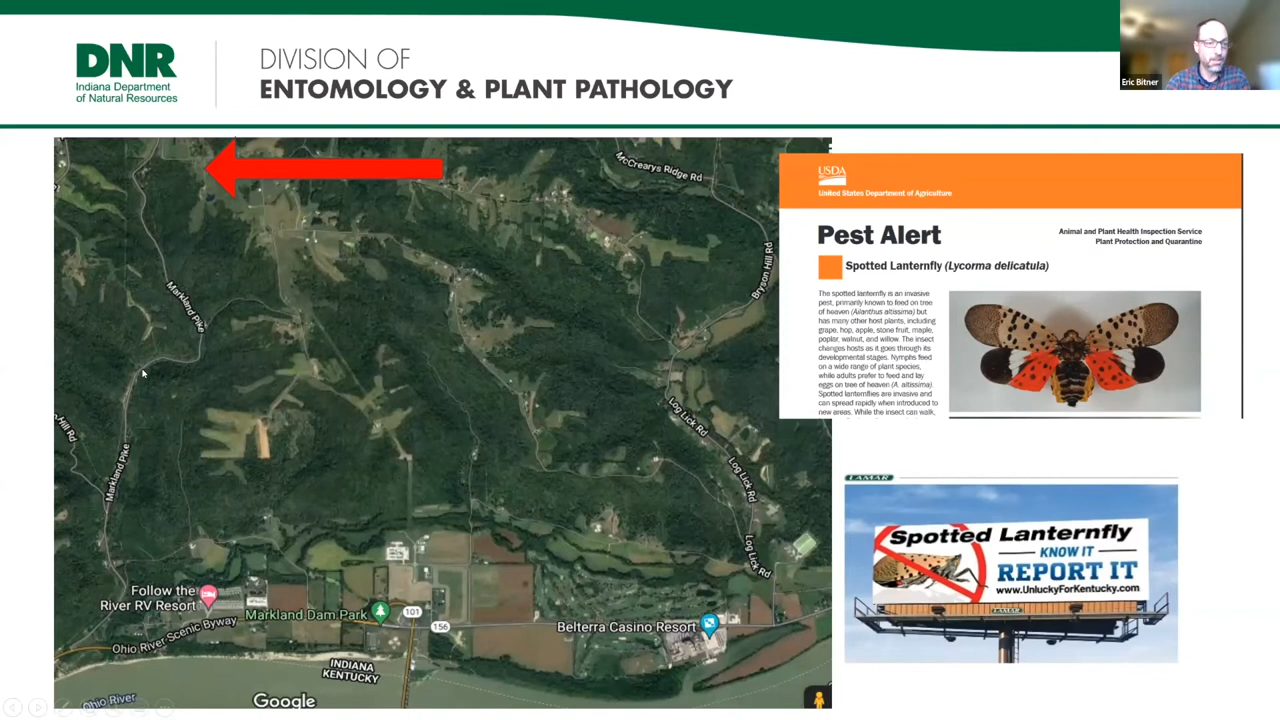 DNR
Indiana Department
of Natural Resources
DIVISION OF
ENTOMOLOGY & PLANT PATHOLOGY
Eric Bitner
McCrearys Ridge Rd
Bryson Hill Rd
Markland Pike
Markland Pike
Hill Rd
Log Lick Rd
Log Lick Rd
Log Lick Rd
Follow the
River RV Resort
Markland Dam Park
101
156
Belterra Casino Resort
Ohio River Scenic Byway
INDIANA
KENTUCKY
Ohio River
Google
USDA
United States Department of Agriculture
Pest Alert
Animal and Plant Health Inspection Service
Plant Protection and Quarantine
Spotted Lanternfly (Lycorma delicatula)
The spotted lanternfly is an invasive
pest, primarily known to feed on tree
of heaven (Ailanthus altissima) but
has many other host plants, including
grape, hop, apple, stone fruit, maple,
poplar, walnut, and willow. The insect
changes hosts as it goes through its
developmental stages. Nymphs feed
on a wide range of plant species,
while adults prefer to feed and lay
eggs on tree of heaven (A. altissima)
Spotted lanternflies are invasive and
can spread rapidly when introduced to
new areas. While the insect can walk,
LAMAR
Spotted Lanternfly
KNOW IT
REPORT IT
www.UnluckyForKentucky.com
LAMAR